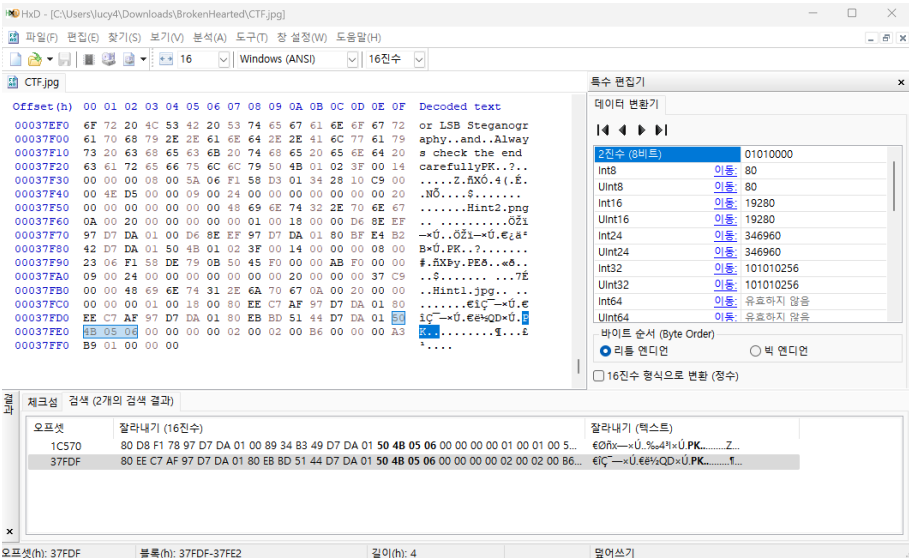 HxD - [C:\Users\lucy4\Downloads\BrokenHearted\CTF.jpg]
파일(F) 편집(E) 찾기(S) 보기(V) 분석(A) 도구(T) 창 설정(W) 도움말(H)
16 Windows (ANSI) 16진수
CTF.jpg
Offset(h) 00 01 02 03 04 05 06 07 08 09 0A 0B 0C 0D 0E 0F Decoded text
00037EF0 6F 72 20 4C 53 42 20 53 74 65 67 61 6E 6F 67 72 or LSB Steganogr
00037F00 61 70 68 79 2E 2E 61 6E 64 2E 2E 41 6C 77 61 79 aphy..and..Alway
00037F10 73 20 63 68 65 63 6B 20 74 68 65 20 65 6E 64 20 s check the end
00037F20 63 61 72 65 66 75 6C 6C 79 50 4B 01 02 3F 00 14 carefullyPK..?..
00037F30 00 00 00 08 00 5A 06 F1 58 D3 01 34 28 10 C9 00 .....Z.ñXÓ.4(.É.
00037F40 00 4E D5 00 00 09 00 24 00 00 00 00 00 00 00 20 .NÕ....$.......
00037F50 00 00 00 00 00 00 00 48 69 6E 74 32 2E 70 6E 67 .......Hint2.png
00037F60 0A 00 20 00 00 00 00 00 01 00 18 00 00 D6 8E EF .. ..........ÖŽï
00037F70 97 D7 DA 01 00 D6 8E EF 97 D7 DA 01 80 BF E4 B2 —×Ú..ÖŽï—×Ú.€¿ä²
00037F80 42 D7 DA 01 50 4B 01 02 3F 00 14 00 00 00 08 00 B×Ú.PK..?.......
00037F90 23 06 F1 58 DE 79 0B 50 45 F0 00 00 AB F0 00 00 #.ñXÞy.PEð..«ð..
00037FA0 09 00 24 00 00 00 00 00 00 00 20 00 00 00 37 C9 ..$....... ...7É
00037FB0 00 00 48 69 6E 74 31 2E 6A 70 67 0A 00 20 00 00 ..Hint1.jpg.. ..
00037FC0 00 00 00 01 00 18 00 80 EE C7 AF 97 D7 DA 01 80 .......€îÇ¯—×Ú.€
00037FD0 EE C7 AF 97 D7 DA 01 80 EB BD 51 44 D7 DA 01 50 îÇ¯—×Ú.€ë½QD×Ú.P
00037FE0 4B 05 06 00 00 00 00 02 00 02 00 B6 00 00 00 A3 K..........¶...£
00037FF0 B9 01 00 00 00 ¹....
특수 편집기
데이터 변환기
2진수 (8비트) 01010000
Int8 이동: 80
UInt8 이동: 80
Int16 이동: 19280
UInt16 이동: 19280
Int24 이동: 346960
UInt24 이동: 346960
Int32 이동: 101010256
UInt32 이동: 101010256
Int64 이동: 유효하지 않음
UInt64 이동: 유효하지 않음
바이트 순서 (Byte Order)
리틀 엔디언 빅 엔디언
16진수 형식으로 변환 (정수)
결과
체크섬 검색 (2개의 검색 결과)
오프셋 잘라내기 (16진수) 잘라내기 (텍스트)
1C570 80 D8 F1 78 97 D7 DA 01 00 89 34 B3 49 D7 DA 01 50 4B 05 06 00 00 00 00 01 00 01 00 5... €Øñx—×Ú..‰4³I×Ú.PK.........Z...
37FDF 80 EE C7 AF 97 D7 DA 01 80 EB BD 51 44 D7 DA 01 50 4B 05 06 00 00 00 00 02 00 02 00 B6... €îÇ¯—×Ú.€ë½QD×Ú.PK.........¶...
오프셋(h): 37FDF 블록(h): 37FDF-37FE2 길이(h): 4 덮어쓰기